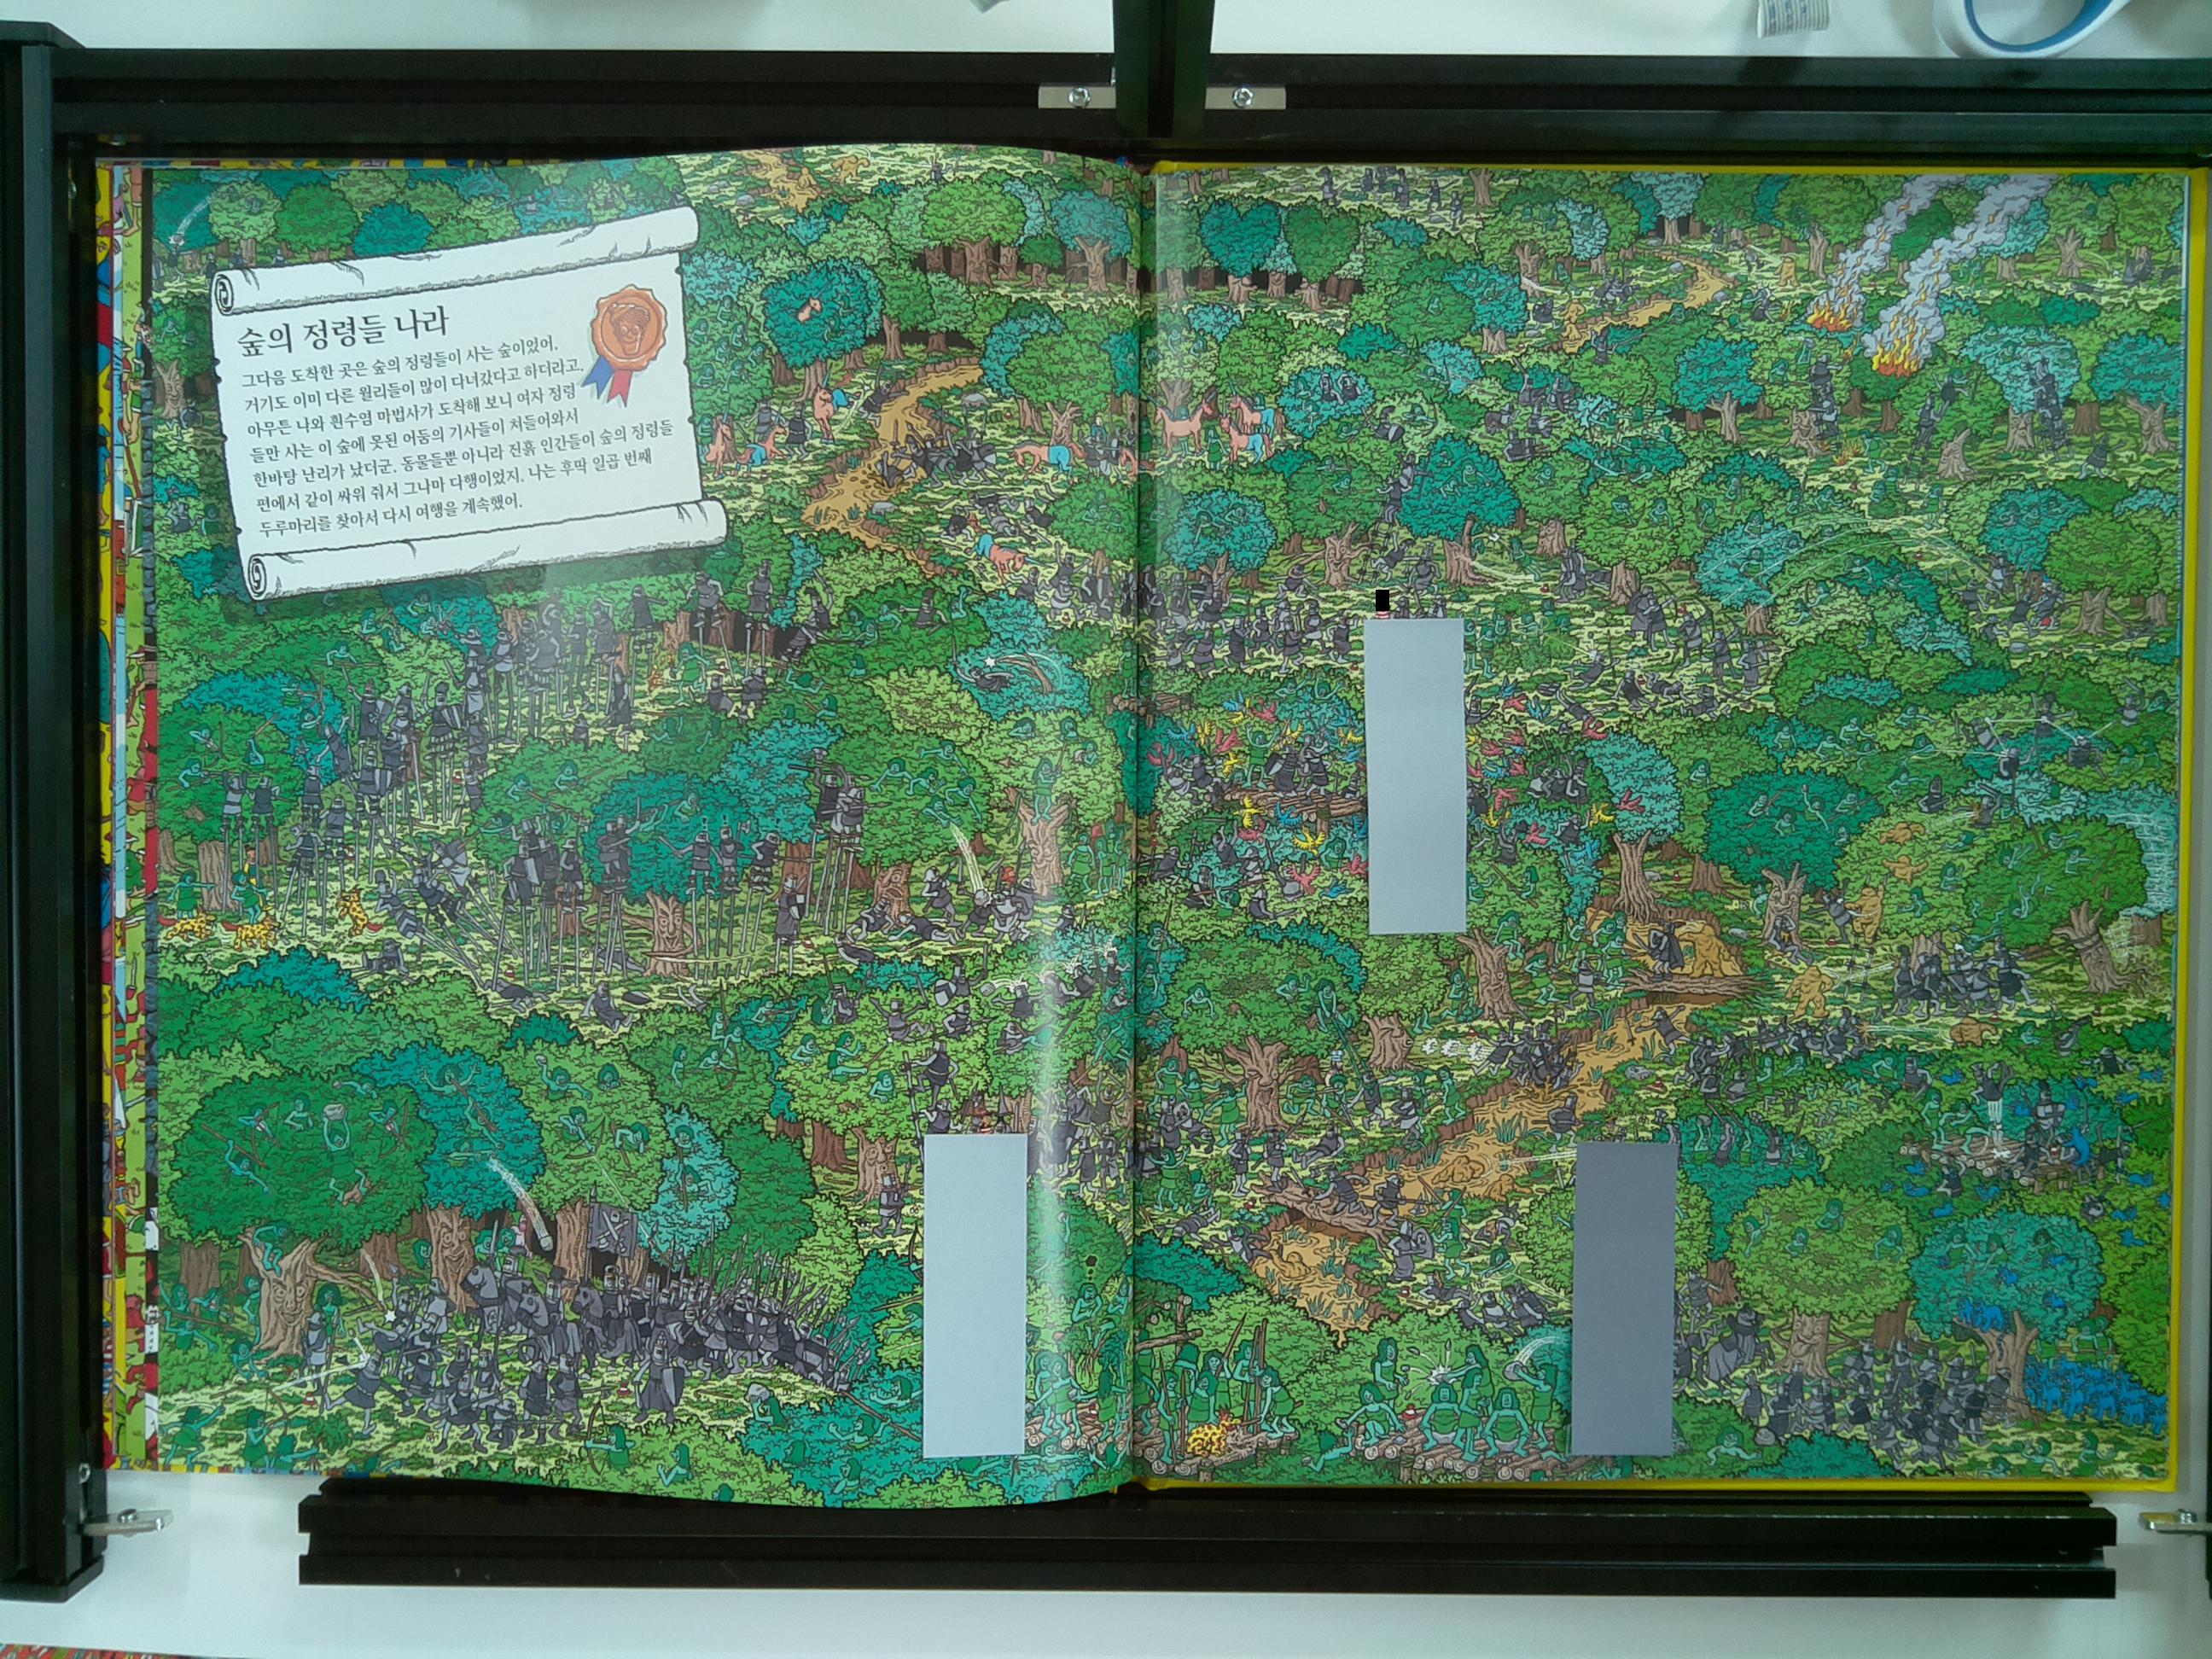 숲의 정령들 나라
그다음 도착한 곳은 숲의 정령들이 사는 숲이었어.
거기도 이미 다른 월리들이 많이 다녀갔다고 하더라고.
아무튼 나와 흰수염 마법사가 도착해 보니 여자 정령
들만 사는 이 숲에 못된 어둠의 기사들이 쳐들어와서
한바탕 난리가 났더군. 동물들뿐 아니라 진흙 인간들이 숲의 정령들
편에서 같이 싸워 줘서 그나마 다행이었지. 나는 후딱 일곱 번째
두루마리를 찾아서 다시 여행을 계속했어.